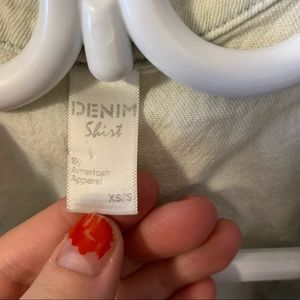 DENIM
Shirt
By
American
Apparel
XS/S